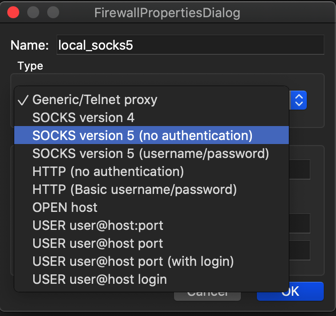 FirewallPropertiesDialog
Name: local_socks5
Type
✓ Generic/Telnet proxy
SOCKS version 4
SOCKS version 5 (no authentication)
SOCKS version 5 (username/password)
HTTP (no authentication)
HTTP (Basic username/password)
OPEN host
USER user@host:port
USER user@host port
USER user@host port (with login)
USER user@host login
Cancel OK